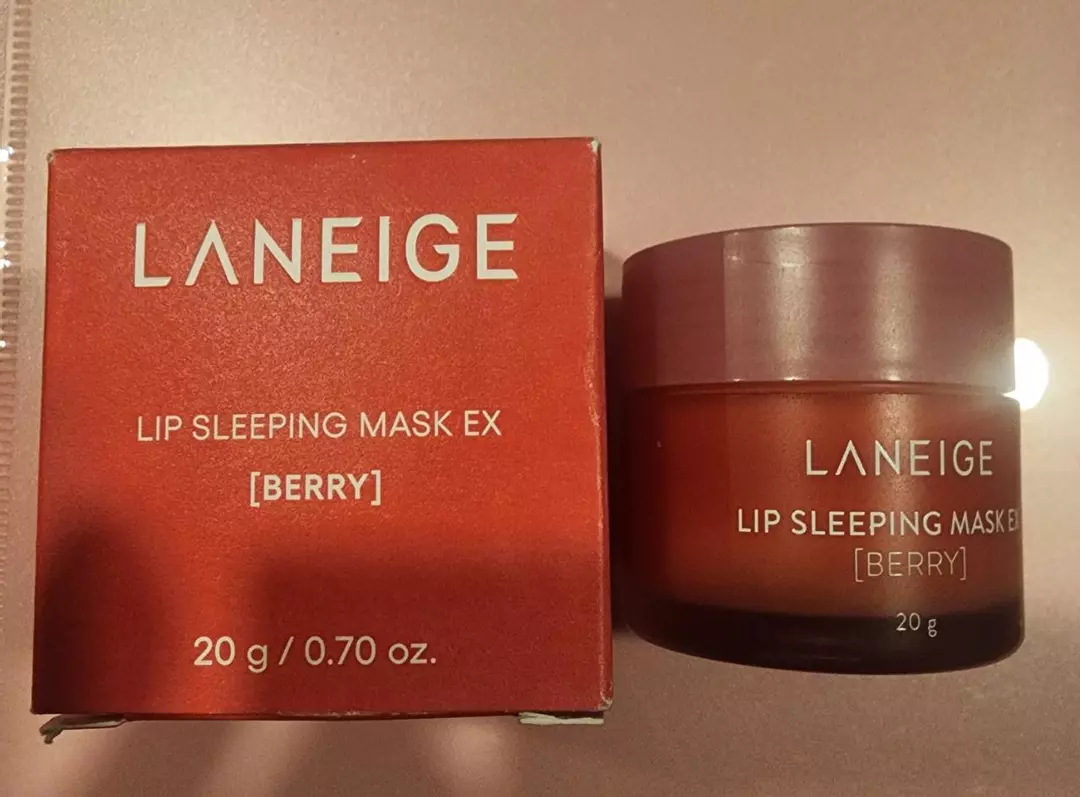 LANEIGE
LIP SLEEPING MASK EX
[BERRY]
20 g / 0.70 oz.
LANEIGE
LIP SLEEPING MASK EX
[BERRY]
20 g